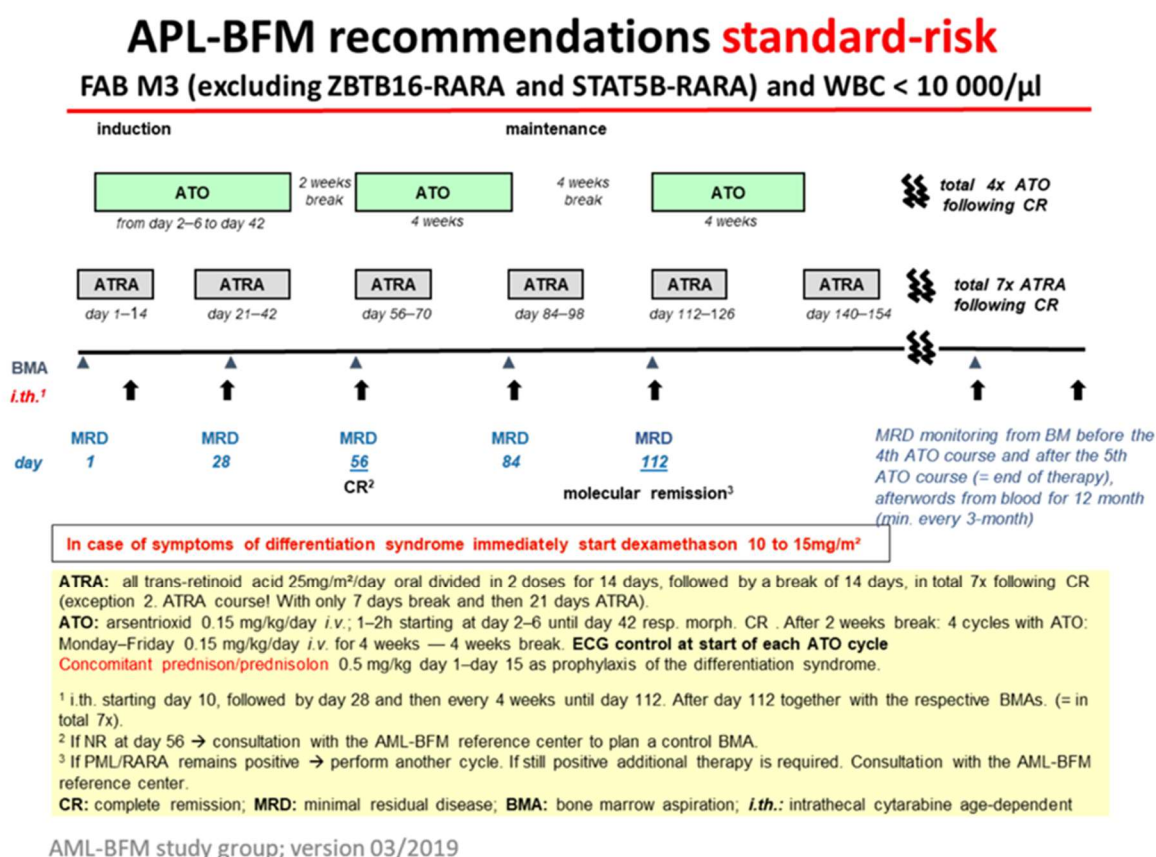 APL-BFM recommendations standard-risk
FAB M3 (excluding ZBTB16-RARA and STAT5B-RARA) and WBC < 10 000/µl
induction
maintenance
ATO
2 weeks
break
ATO
4 weeks
break
ATO
total 4x ATO
following CR
from day 2–6 to day 42
4 weeks
4 weeks
ATRA
ATRA
ATRA
ATRA
ATRA
ATRA
total 7x ATRA
following CR
day 1–14
day 21–42
day 56–70
day 84–98
day 112–126
day 140–154
BMA
i.th.¹
MRD
MRD
MRD
MRD
MRD
day
1
28
56
84
112
CR²
molecular remission³
MRD monitoring from BM before the
4th ATO course and after the 5th
ATO course (= end of therapy),
afterwords from blood for 12 month
(min. every 3-month)
In case of symptoms of differentiation syndrome immediately start dexamethason 10 to 15mg/m²
ATRA: all trans-retinoid acid 25mg/m²/day oral divided in 2 doses for 14 days, followed by a break of 14 days, in total 7x following CR
(exception 2. ATRA course! With only 7 days break and then 21 days ATRA).
ATO: arsentrioxid 0.15 mg/kg/day i.v.; 1–2h starting at day 2–6 until day 42 resp. morph. CR . After 2 weeks break: 4 cycles with ATO:
Monday–Friday 0.15 mg/kg/day i.v. for 4 weeks — 4 weeks break. ECG control at start of each ATO cycle
Concomitant prednison/prednisolon 0.5 mg/kg day 1–day 15 as prophylaxis of the differentiation syndrome.
¹ i.th. starting day 10, followed by day 28 and then every 4 weeks until day 112. After day 112 together with the respective BMAs. (= in
total 7x).
² If NR at day 56 → consultation with the AML-BFM reference center to plan a control BMA.
³ If PML/RARA remains positive → perform another cycle. If still positive additional therapy is required. Consultation with the AML-BFM
reference center.
CR: complete remission; MRD: minimal residual disease; BMA: bone marrow aspiration; i.th.: intrathecal cytarabine age-dependent
AML-BFM study group; version 03/2019